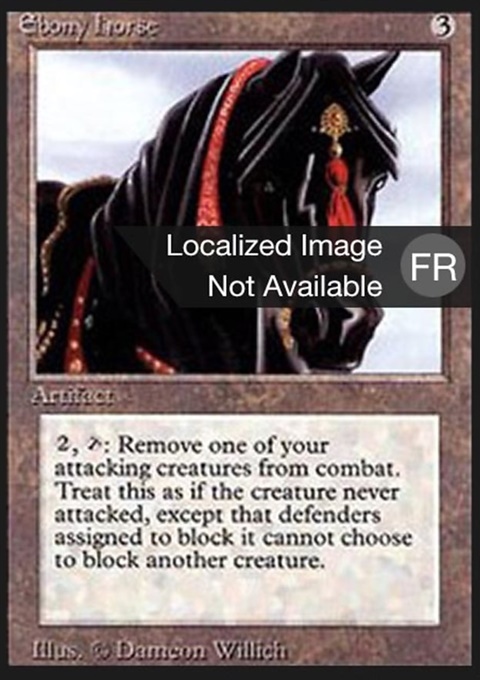 Ebony Horse
3
Localized Image
Not Available
FR
Artifact
2, : Remove one of your
attacking creatures from combat.
Treat this as if the creature never
attacked, except that defenders
assigned to block it cannot choose
to block another creature.
Illus. © Dameon Willich